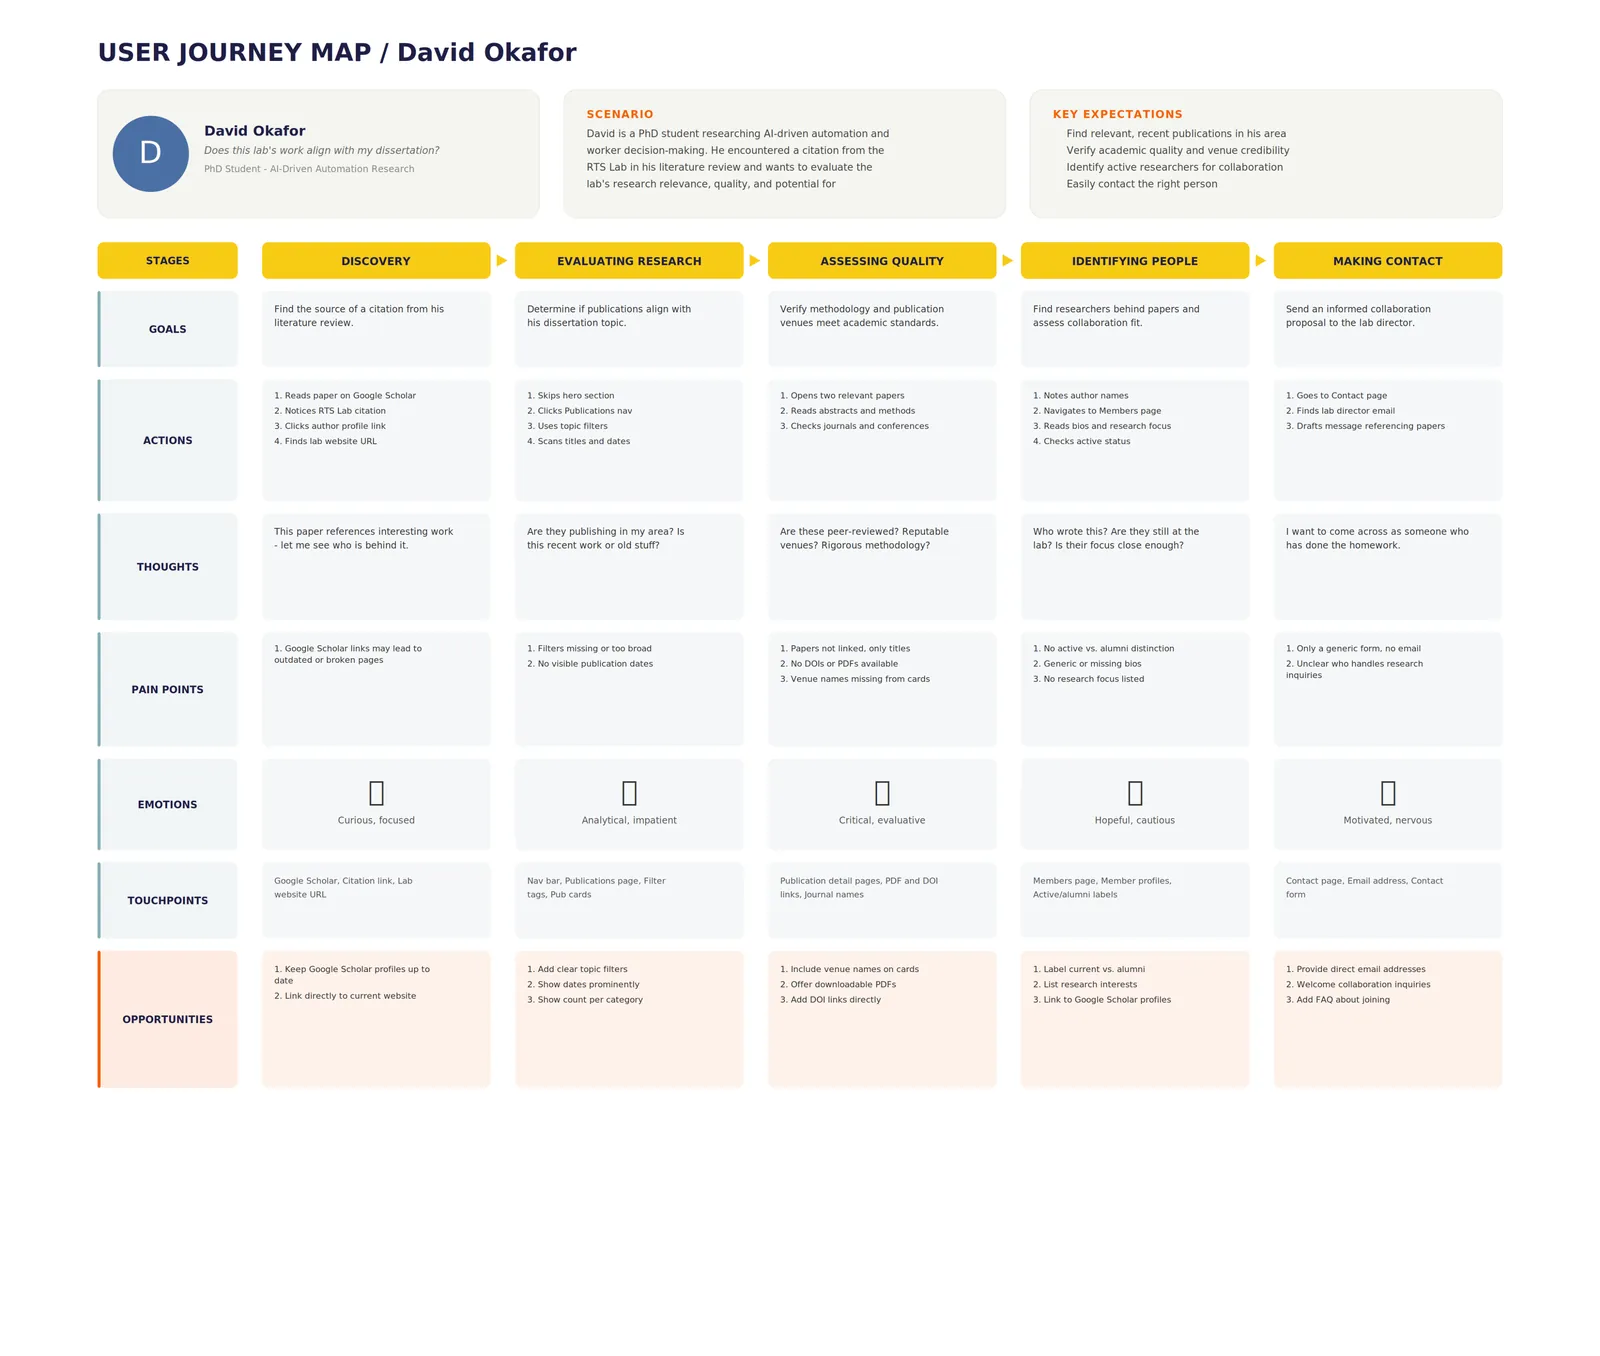 USER JOURNEY MAP / David Okafor
D
David Okafor
Does this lab's work align with my dissertation?
PhD Student - AI-Driven Automation Research
SCENARIO
David is a PhD student researching AI-driven automation and
worker decision-making. He encountered a citation from the
RTS Lab in his literature review and wants to evaluate the
lab's research relevance, quality, and potential for
KEY EXPECTATIONS
Find relevant, recent publications in his area
Verify academic quality and venue credibility
Identify active researchers for collaboration
Easily contact the right person
STAGES
DISCOVERY
EVALUATING RESEARCH
ASSESSING QUALITY
IDENTIFYING PEOPLE
MAKING CONTACT
GOALS
Find the source of a citation from his
literature review.
Determine if publications align with
his dissertation topic.
Verify methodology and publication
venues meet academic standards.
Find researchers behind papers and
assess collaboration fit.
Send an informed collaboration
proposal to the lab director.
ACTIONS
1. Reads paper on Google Scholar
2. Notices RTS Lab citation
3. Clicks author profile link
4. Finds lab website URL
1. Skips hero section
2. Clicks Publications nav
3. Uses topic filters
4. Scans titles and dates
1. Opens two relevant papers
2. Reads abstracts and methods
3. Checks journals and conferences
1. Notes author names
2. Navigates to Members page
3. Reads bios and research focus
4. Checks active status
1. Goes to Contact page
2. Finds lab director email
3. Drafts message referencing papers
THOUGHTS
This paper references interesting work
- let me see who is behind it.
Are they publishing in my area? Is
this recent work or old stuff?
Are these peer-reviewed? Reputable
venues? Rigorous methodology?
Who wrote this? Are they still at the
lab? Is their focus close enough?
I want to come across as someone who
has done the homework.
PAIN POINTS
1. Google Scholar links may lead to
outdated or broken pages
1. Filters missing or too broad
2. No visible publication dates
1. Papers not linked, only titles
2. No DOIs or PDFs available
3. Venue names missing from cards
1. No active vs. alumni distinction
2. Generic or missing bios
3. No research focus listed
1. Only a generic form, no email
2. Unclear who handles research
inquiries
EMOTIONS
Curious, focused
Analytical, impatient
Critical, evaluative
Hopeful, cautious
Motivated, nervous
TOUCHPOINTS
Google Scholar, Citation link, Lab
website URL
Nav bar, Publications page, Filter
tags, Pub cards
Publication detail pages, PDF and DOI
links, Journal names
Members page, Member profiles,
Active/alumni labels
Contact page, Email address, Contact
form
OPPORTUNITIES
1. Keep Google Scholar profiles up to
date
2. Link directly to current website
1. Add clear topic filters
2. Show dates prominently
3. Show count per category
1. Include venue names on cards
2. Offer downloadable PDFs
3. Add DOI links directly
1. Label current vs. alumni
2. List research interests
3. Link to Google Scholar profiles
1. Provide direct email addresses
2. Welcome collaboration inquiries
3. Add FAQ about joining